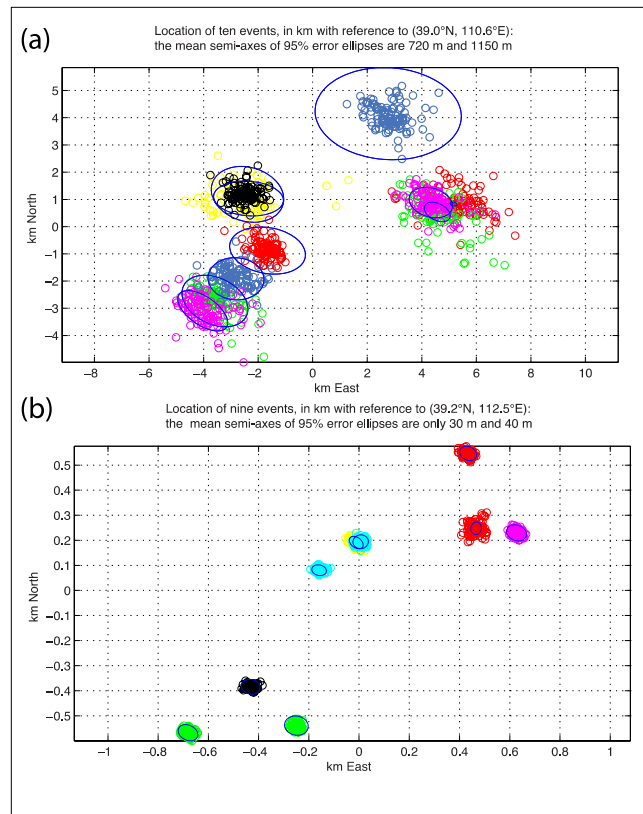 (a)
Location of ten events, in km with reference to (39.0°N, 110.6°E):
the mean semi-axes of 95% error ellipses are 720 m and 1150 m
km North
5
4
3
2
1
0
−1
−2
−3
−4
−8 −6 −4 −2 0 2 4 6 8 10
km East
(b)
Location of nine events, in km with reference to (39.2°N, 112.5°E):
the mean semi-axes of 95% error ellipses are only 30 m and 40 m
km North
0.5
0.4
0.3
0.2
0.1
0
−0.1
−0.2
−0.3
−0.4
−0.5
−1 −0.8 −0.6 −0.4 −0.2 0 0.2 0.4 0.6 0.8 1
km East